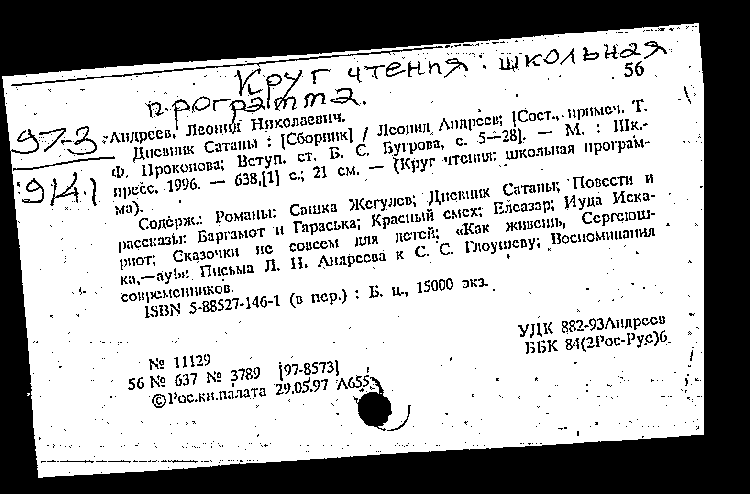 Круг чтения: школьная
56
программа.
97-3
914.1
Андреев, Леонид Николаевич.
Дневник Сатаны : [Сборник] / Леонид Андреев; [Сост., примеч. Т.
Ф. Прокопова; Вступ. ст. Б. С. Бугрова, с. 5—28]. — М. : Шк.-
пресс, 1996. — 638,[1] с.; 21 см. — (Круг чтения: школьная програм-
ма).
Содерж.: Романы: Сашка Жегулев; Дневник Сатаны; Повести и
рассказы: Баргамот и Гараська; Красный смех; Елеазар; Иуда Иска-
риот; Сказочки не совсем для детей; «Как живешь, Сергеюш-
ка,—ау!»: Письма Л. Н. Андреева к С. С. Глоушеву; Воспоминания
современников.
ISBN 5-88527-146-1 (в пер.) : Б. ц., 15000 экз.
УДК 882-93Андреев
ББК 84(2Рос-Рус)6
№ 11129
56 № 637 № 3789 [97-8573]
©Рос.кн.палата 29.05.97 А655